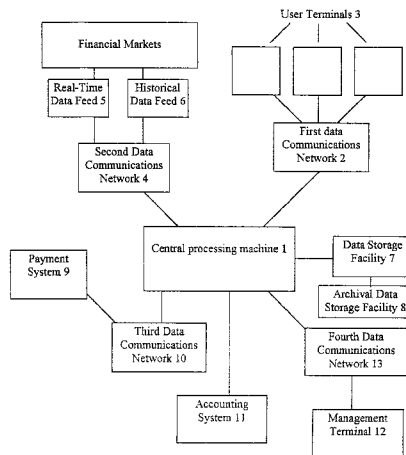 User Terminals 3
Financial Markets
Real-Time
Data Feed 5
Historical
Data Feed 6
First data
Communications
Network 2
Second Data
Communications
Network 4
Central processing machine 1
Data Storage
Facility 7
Payment
System 9
Archival Data
Storage Facility 8
Third Data
Communications
Network 10
Fourth Data
Communications
Network 13
Accounting
System 11
Management
Terminal 12